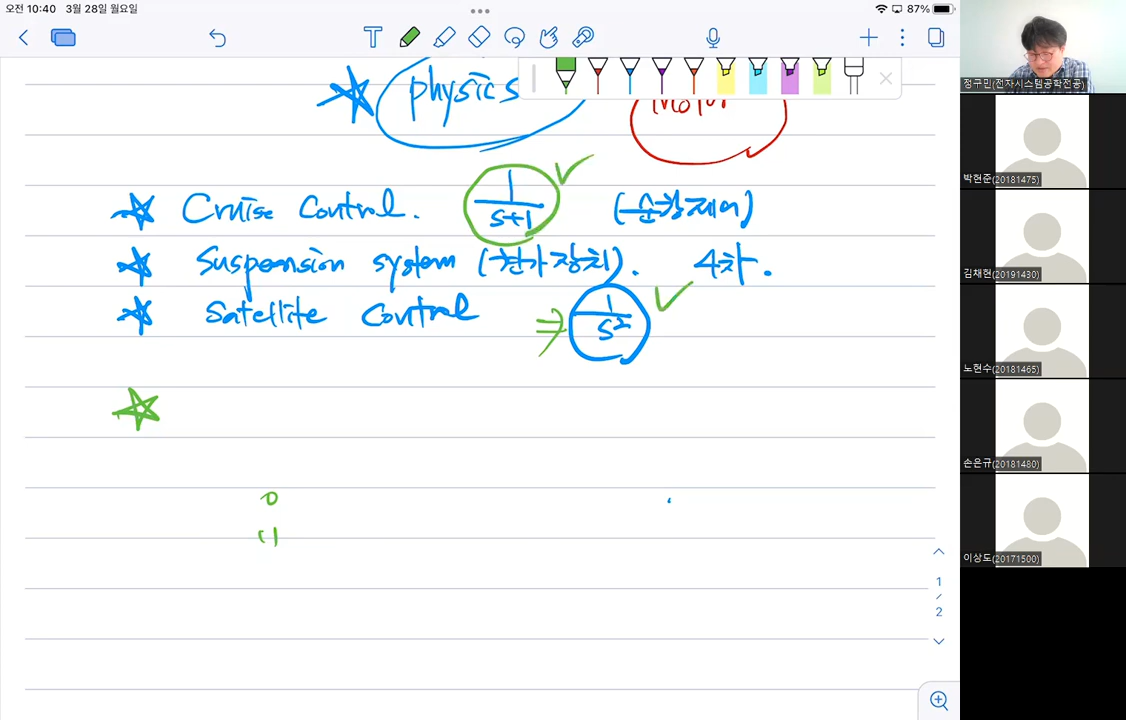 오전 10:40 3월 28일 월요일
87%
physics
motor
Cruise Control. 1/(s+1) (순항제어)
Suspension system (현가장치). 4차.
Satellite Control ⇒ 1/s²
1
/
2
정구민(전자시스템공학전공)
박현준(20181475)
김채현(20191430)
노현수(20181465)
손은규(20181480)
이상도(20171500)